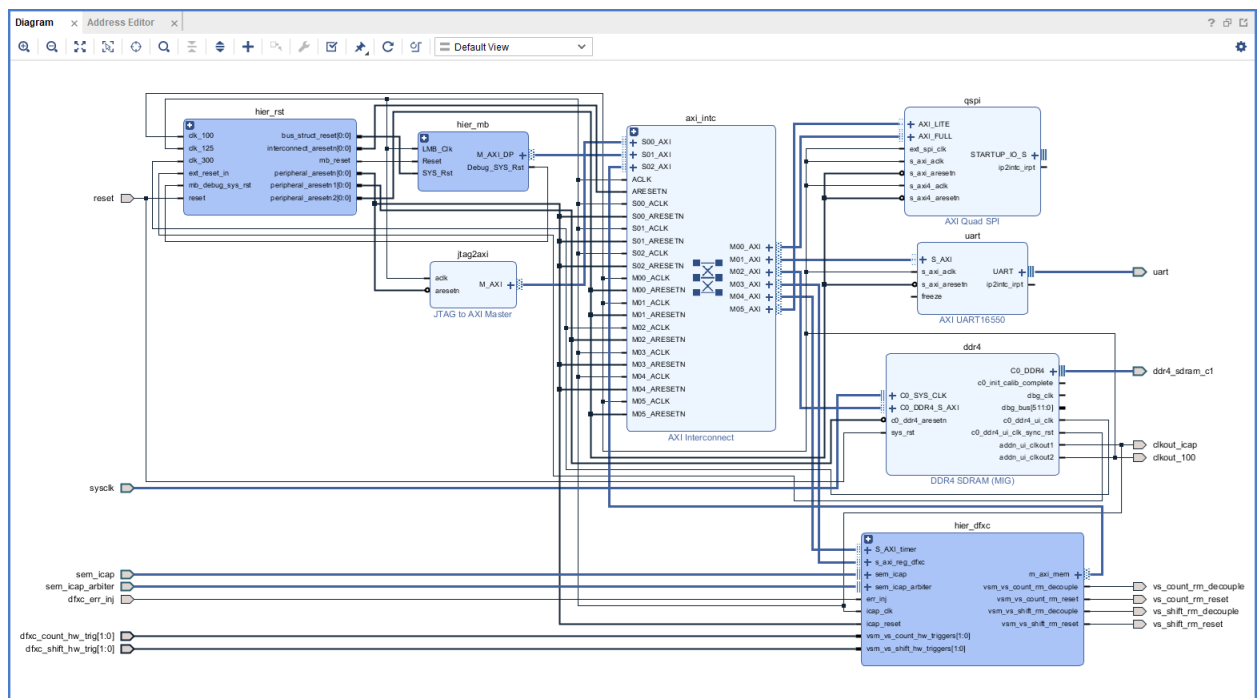 Diagram
Address Editor
Default View
hier_rst
clk_100
clk_125
clk_300
ext_reset_in
mb_debug_sys_rst
reset
bus_struct_reset[0:0]
interconnect_aresetn[0:0]
mb_reset
peripheral_aresetn[0:0]
peripheral_aresetn1[0:0]
peripheral_aresetn2[0:0]
hier_mb
LMB_Clk
Reset
SYS_Rst
M_AXI_DP
Debug_SYS_Rst
jtag2axi
aclk
aresetn
M_AXI
JTAG to AXI Master
axi_intc
S00_AXI
S01_AXI
S02_AXI
ACLK
ARESETN
S00_ACLK
S00_ARESETN
S01_ACLK
S01_ARESETN
S02_ACLK
S02_ARESETN
M00_ACLK
M00_ARESETN
M01_ACLK
M01_ARESETN
M02_ACLK
M02_ARESETN
M03_ACLK
M03_ARESETN
M04_ACLK
M04_ARESETN
M05_ACLK
M05_ARESETN
M00_AXI
M01_AXI
M02_AXI
M03_AXI
M04_AXI
M05_AXI
AXI Interconnect
qspi
AXI_LITE
AXI_FULL
ext_spi_clk
s_axi_aclk
s_axi_aresetn
s_axi4_aclk
s_axi4_aresetn
STARTUP_IO_S
ip2intc_irpt
AXI Quad SPI
uart
S_AXI
s_axi_aclk
s_axi_aresetn
freeze
UART
ip2intc_irpt
AXI UART16550
ddr4
C0_SYS_CLK
C0_DDR4_S_AXI
c0_ddr4_aresetn
sys_rst
C0_DDR4
c0_init_calib_complete
dbg_clk
dbg_bus[511:0]
c0_ddr4_ui_clk
c0_ddr4_ui_clk_sync_rst
addn_ui_clkout1
addn_ui_clkout2
DDR4 SDRAM (MIG)
hier_dfxc
S_AXI_timer
s_axi_reg_dfxc
sem_icap
sem_icap_arbiter
err_inj
icap_clk
icap_reset
vsm_vs_count_hw_triggers[1:0]
vsm_vs_shift_hw_triggers[1:0]
m_axi_mem
vsm_vs_count_rm_decouple
vsm_vs_count_rm_reset
vsm_vs_shift_rm_decouple
vsm_vs_shift_rm_reset
reset
sysclk
sem_icap
sem_icap_arbiter
dfxc_err_inj
dfxc_count_hw_trig[1:0]
dfxc_shift_hw_trig[1:0]
uart
ddr4_sdram_c1
clkout_icap
clkout_100
vs_count_rm_decouple
vs_count_rm_reset
vs_shift_rm_decouple
vs_shift_rm_reset